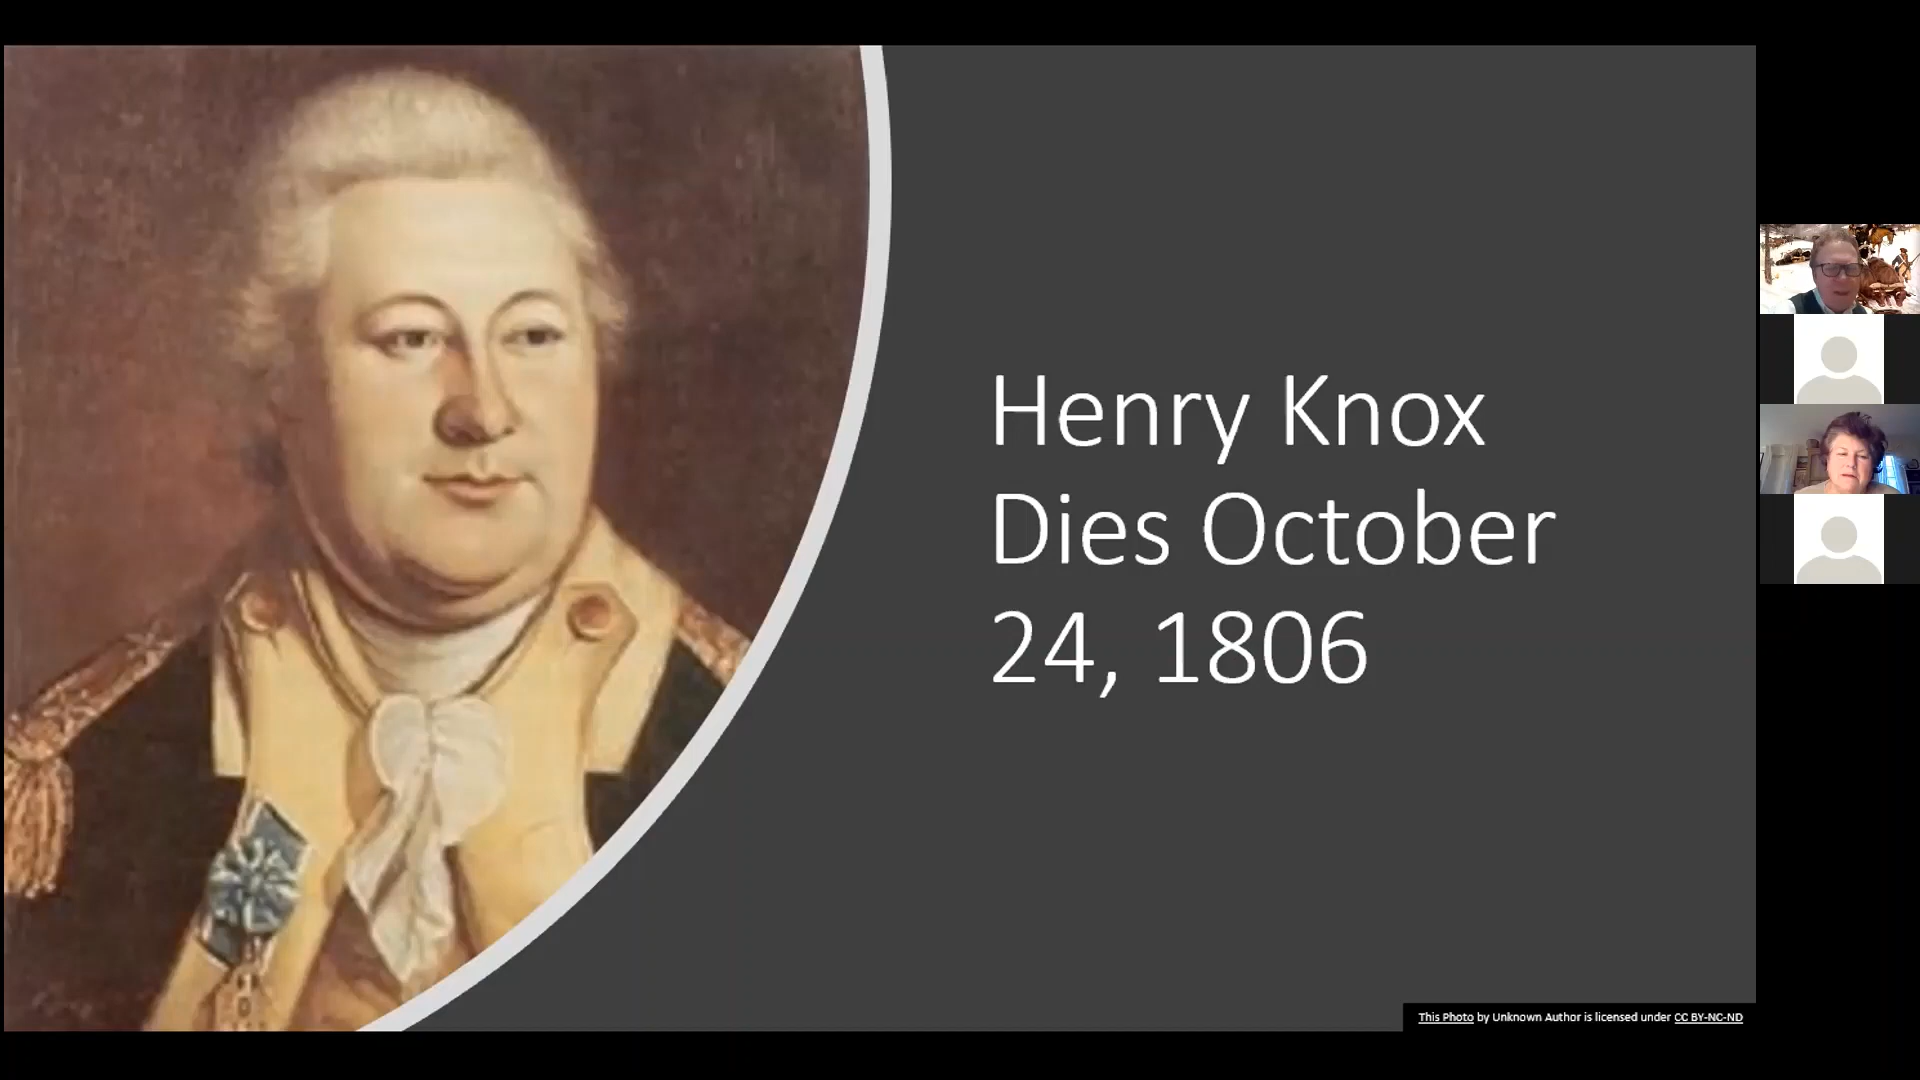 Henry Knox
Dies October
24, 1806
This Photo by Unknown Author is licensed under CC BY-NC-ND